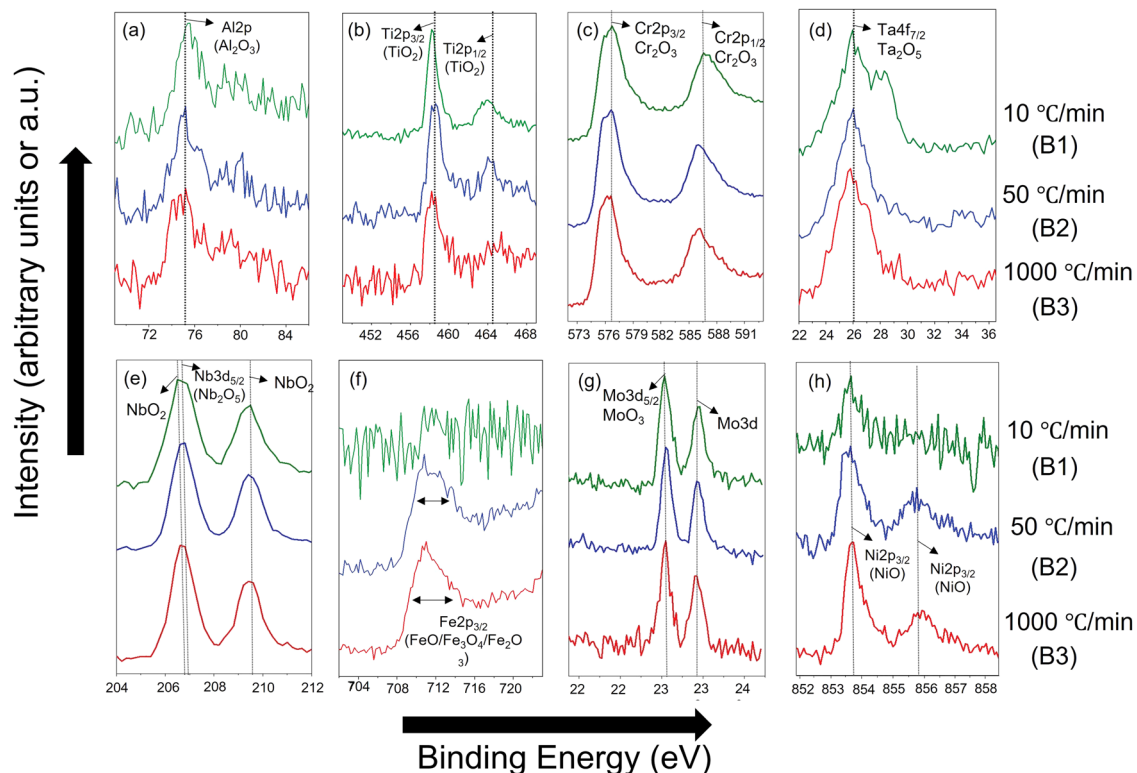 Intensity (arbitrary units or a.u.)
(a)
Al2p
(Al₂O₃)
72 76 80 84
(b)
Ti2p₃/₂
(TiO₂)
Ti2p₁/₂
(TiO₂)
452 456 460 464 468
(c)
Cr2p₃/₂
Cr₂O₃
Cr2p₁/₂
Cr₂O₃
573 576 579 582 585 588 591
(d)
Ta4f₇/₂
Ta₂O₅
22 24 26 28 30 32 34 36
10 °C/min
(B1)
50 °C/min
(B2)
1000 °C/min
(B3)
(e)
NbO₂
Nb3d₅/₂
(Nb₂O₅)
NbO₂
204 206 208 210 212
(f)
Fe2p₃/₂
(FeO/Fe₃O₄/Fe₂O
₃)
704 708 712 716 720
(g)
Mo3d₅/₂
MoO₃
Mo3d
22 22 23 23 24
(h)
Ni2p₃/₂
(NiO)
Ni2p₃/₂
(NiO)
852 853 854 855 856 857 858
10 °C/min
(B1)
50 °C/min
(B2)
1000 °C/min
(B3)
Binding Energy (eV)